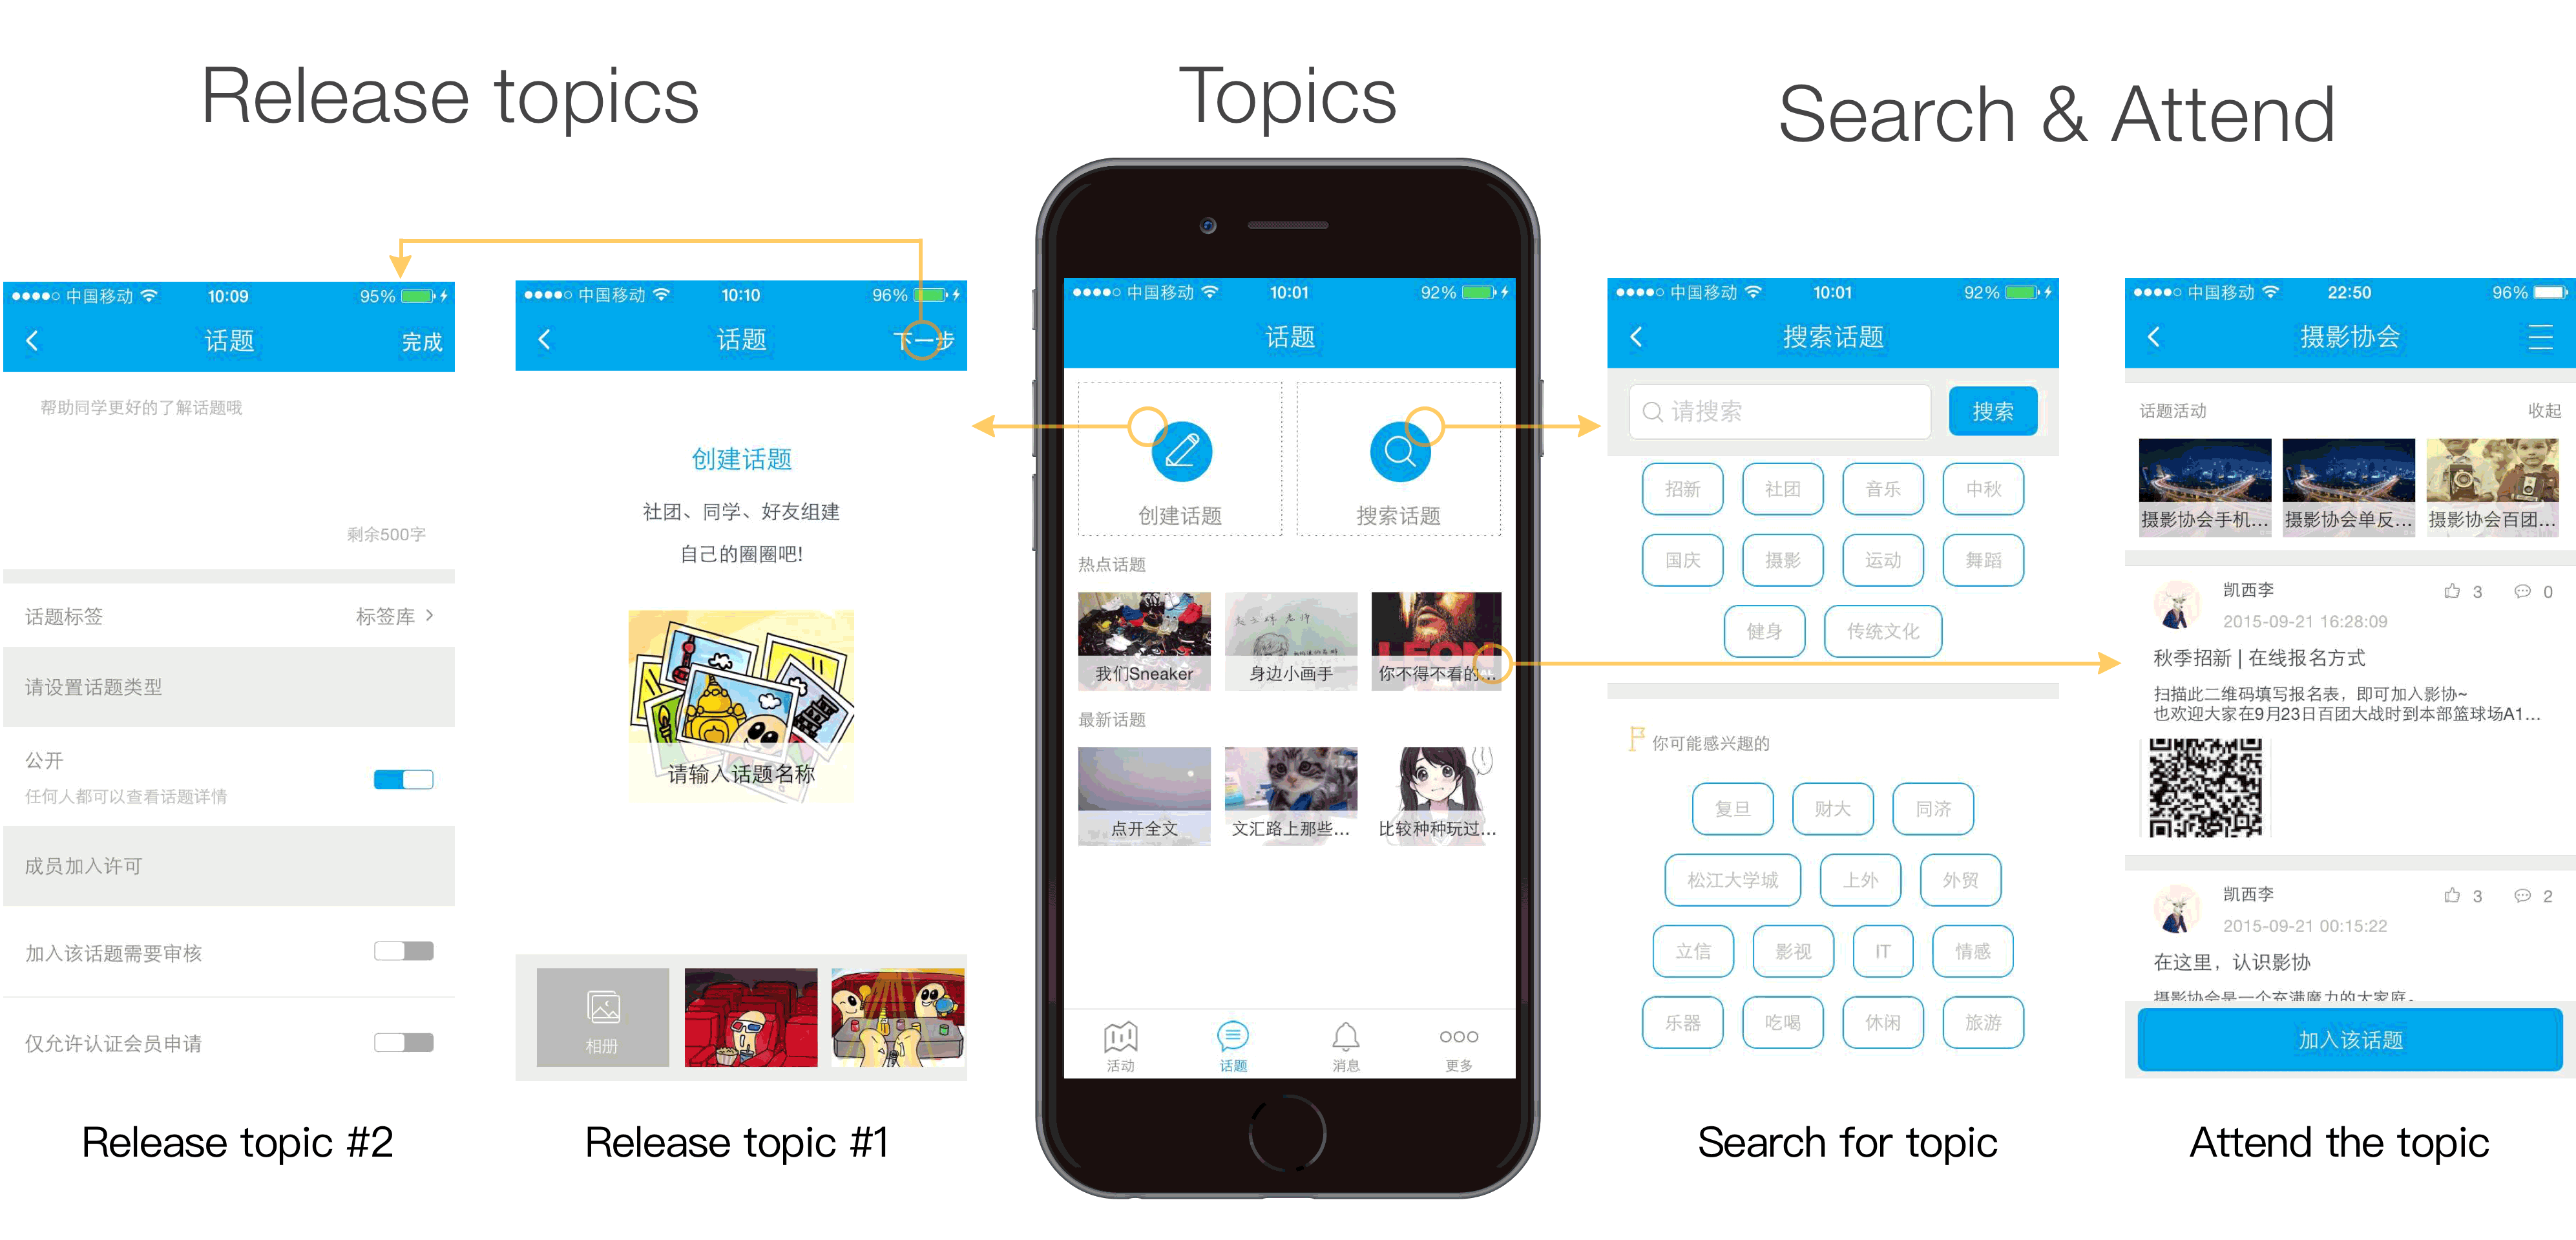 Release topics
Topics
Search & Attend
中国移动 10:09 95%
话题 完成
帮助同学更好的了解话题哦
剩余500字
话题标签 标签库
请设置话题类型
公开
任何人都可以查看话题详情
成员加入许可
加入该话题需要审核
仅允许认证会员申请
Release topic #2
中国移动 10:10 96%
话题 下一步
创建话题
社团、同学、好友组建
自己的圈圈吧!
请输入话题名称
相册
Release topic #1
中国移动 10:01 92%
话题
创建话题 搜索话题
热点话题
我们Sneaker 身边小画手 你不得不看的...
LEON
最新话题
点开全文 文汇路上那些... 比较种种玩过...
活动 话题 消息 更多
中国移动 10:01 92%
搜索话题
请搜索 搜索
招新 社团 音乐 中秋
国庆 摄影 运动 舞蹈
健身 传统文化
你可能感兴趣的
复旦 财大 同济
松江大学城 上外 外贸
立信 影视 IT 情感
乐器 吃喝 休闲 旅游
Search for topic
中国移动 22:50 96%
摄影协会
话题活动 收起
摄影协会手机... 摄影协会单反... 摄影协会百团...
凯西李 3 0
2015-09-21 16:28:09
秋季招新 | 在线报名方式
扫描此二维码填写报名表，即可加入影协~
也欢迎大家在9月23日百团大战时到本部篮球场A1...
凯西李 3 2
2015-09-21 00:15:22
在这里，认识影协
摄影协会是一个充满魔力的大家庭。
加入该话题
Attend the topic